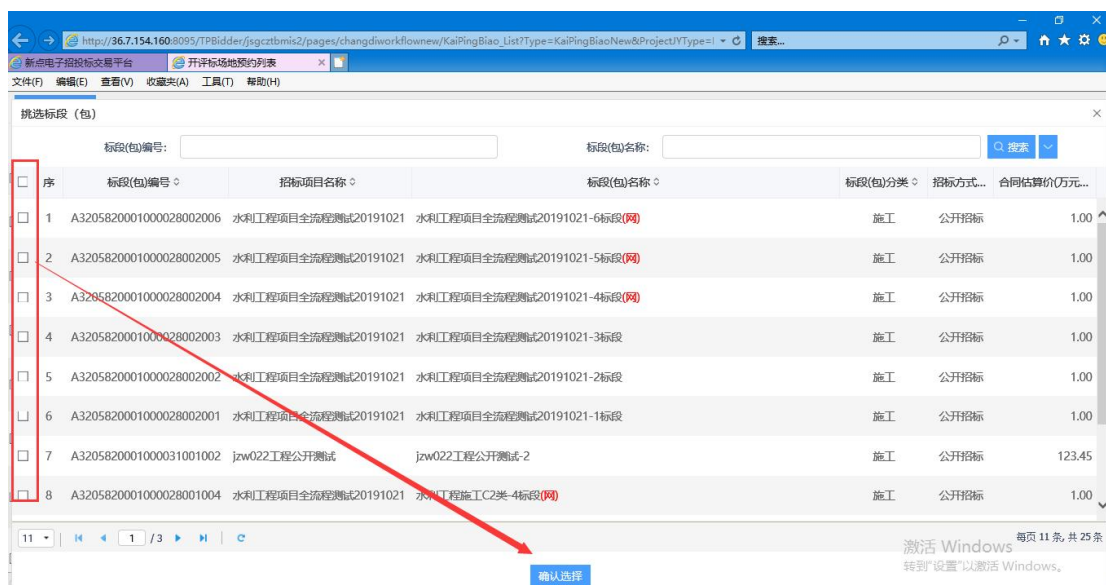 http://36.7.154.160:8095/TPBidder/jsgcztbmis2/pages/changdiworkflownew/KaiPingBiao_List?Type=KaiPingBiaoNew&ProjectJYType=
搜索...
新点电子招投标交易平台 开评标场地预约列表
文件(F) 编辑(E) 查看(V) 收藏夹(A) 工具(T) 帮助(H)
挑选标段（包）
标段(包)编号: 标段(包)名称: 搜索
序 标段(包)编号 招标项目名称 标段(包)名称 标段(包)分类 招标方式... 合同估算价(万元...
1 A3205820001000028002006 水利工程项目全流程测试20191021 水利工程项目全流程测试20191021-6标段(网) 施工 公开招标 1.00
2 A3205820001000028002005 水利工程项目全流程测试20191021 水利工程项目全流程测试20191021-5标段(网) 施工 公开招标 1.00
3 A3205820001000028002004 水利工程项目全流程测试20191021 水利工程项目全流程测试20191021-4标段(网) 施工 公开招标 1.00
4 A3205820001000028002003 水利工程项目全流程测试20191021 水利工程项目全流程测试20191021-3标段 施工 公开招标 1.00
5 A3205820001000028002002 水利工程项目全流程测试20191021 水利工程项目全流程测试20191021-2标段 施工 公开招标 1.00
6 A3205820001000028002001 水利工程项目全流程测试20191021 水利工程项目全流程测试20191021-1标段 施工 公开招标 1.00
7 A3205820001000031001002 jzw022工程公开测试 jzw022工程公开测试-2 施工 公开招标 123.45
8 A3205820001000028001004 水利工程项目全流程测试20191021 水利工程施工C2类-4标段(网) 施工 公开招标 1.00
11 1 /3 每页 11 条, 共 25 条
激活 Windows
转到"设置"以激活 Windows。
确认选择